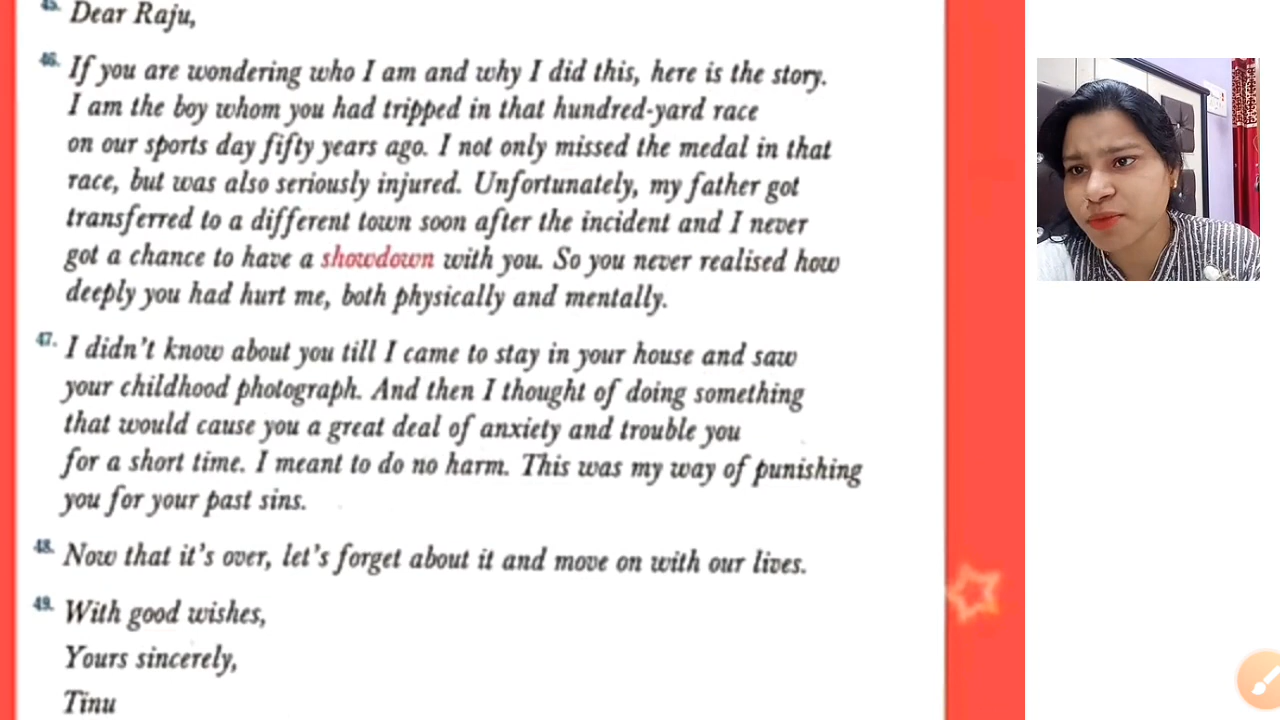 45. Dear Raju,
46. If you are wondering who I am and why I did this, here is the story.
I am the boy whom you had tripped in that hundred-yard race
on our sports day fifty years ago. I not only missed the medal in that
race, but was also seriously injured. Unfortunately, my father got
transferred to a different town soon after the incident and I never
got a chance to have a showdown with you. So you never realised how
deeply you had hurt me, both physically and mentally.
47. I didn't know about you till I came to stay in your house and saw
your childhood photograph. And then I thought of doing something
that would cause you a great deal of anxiety and trouble you
for a short time. I meant to do no harm. This was my way of punishing
you for your past sins.
48. Now that it's over, let's forget about it and move on with our lives.
49. With good wishes,
Yours sincerely,
Tinu